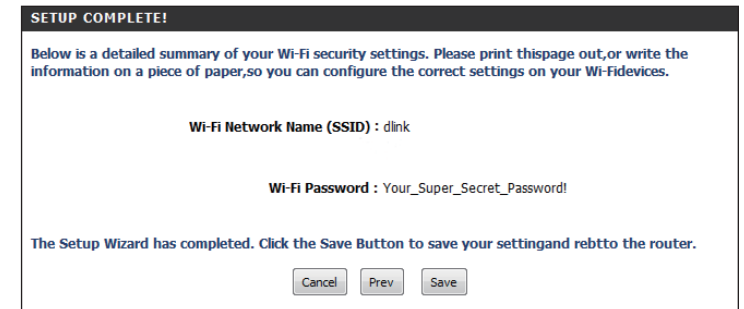 SETUP COMPLETE!
Below is a detailed summary of your Wi-Fi security settings. Please print thispage out,or write the
information on a piece of paper,so you can configure the correct settings on your Wi-Fidevices.
Wi-Fi Network Name (SSID) : dlink
Wi-Fi Password : Your_Super_Secret_Password!
The Setup Wizard has completed. Click the Save Button to save your settingand rebtto the router.
Cancel Prev Save